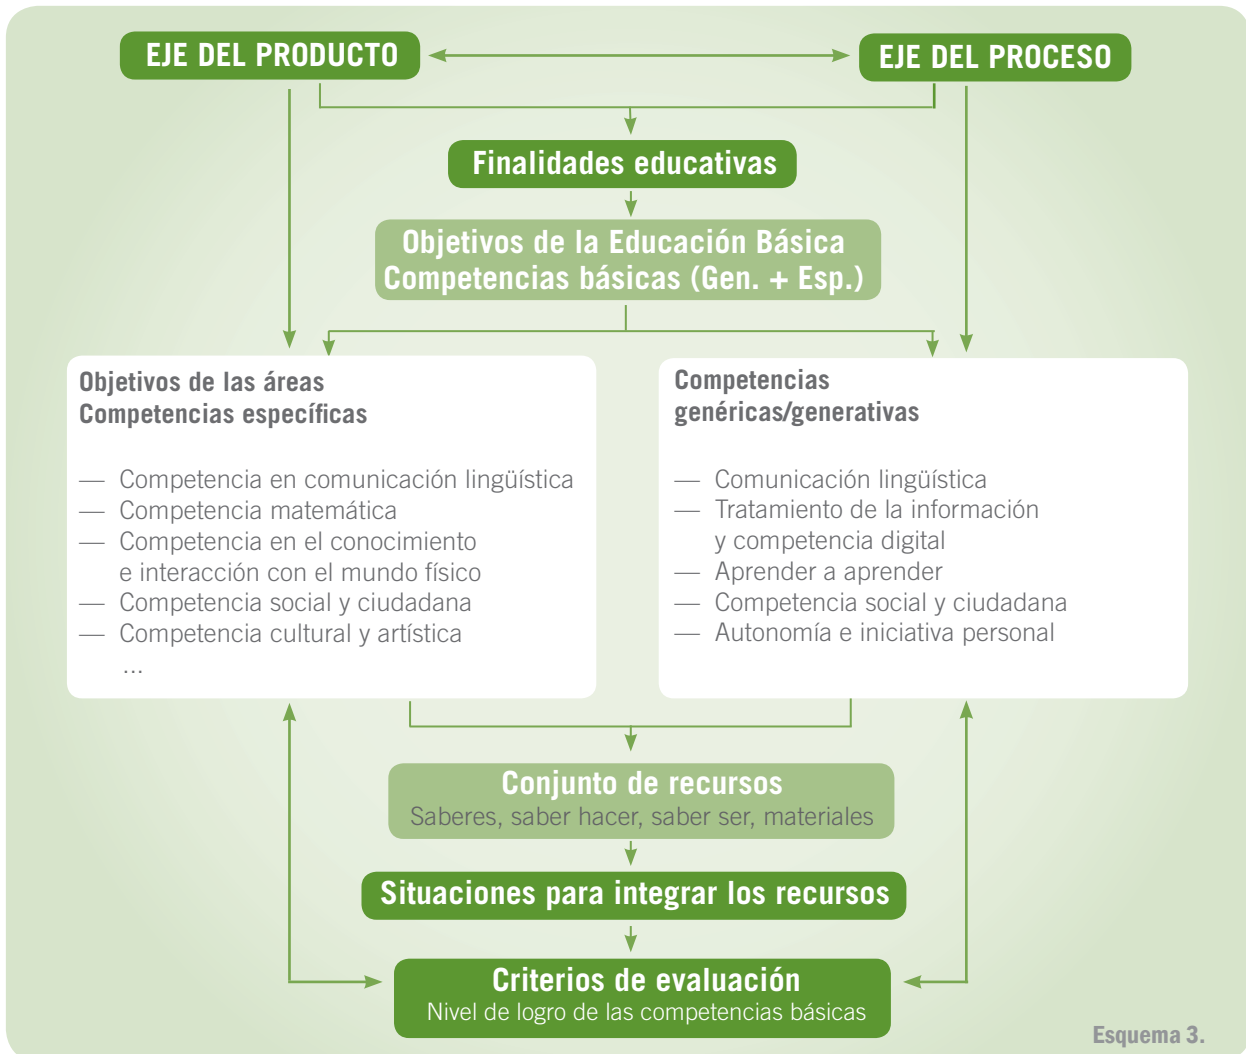 EJE DEL PRODUCTO
EJE DEL PROCESO
Finalidades educativas
Objetivos de la Educación Básica
Competencias básicas (Gen. + Esp.)
Objetivos de las áreas
Competencias específicas
— Competencia en comunicación lingüística
— Competencia matemática
— Competencia en el conocimiento
e interacción con el mundo físico
— Competencia social y ciudadana
— Competencia cultural y artística
...
Competencias
genéricas/generativas
— Comunicación lingüística
— Tratamiento de la información
y competencia digital
— Aprender a aprender
— Competencia social y ciudadana
— Autonomía e iniciativa personal
Conjunto de recursos
Saberes, saber hacer, saber ser, materiales
Situaciones para integrar los recursos
Criterios de evaluación
Nivel de logro de las competencias básicas
Esquema 3.